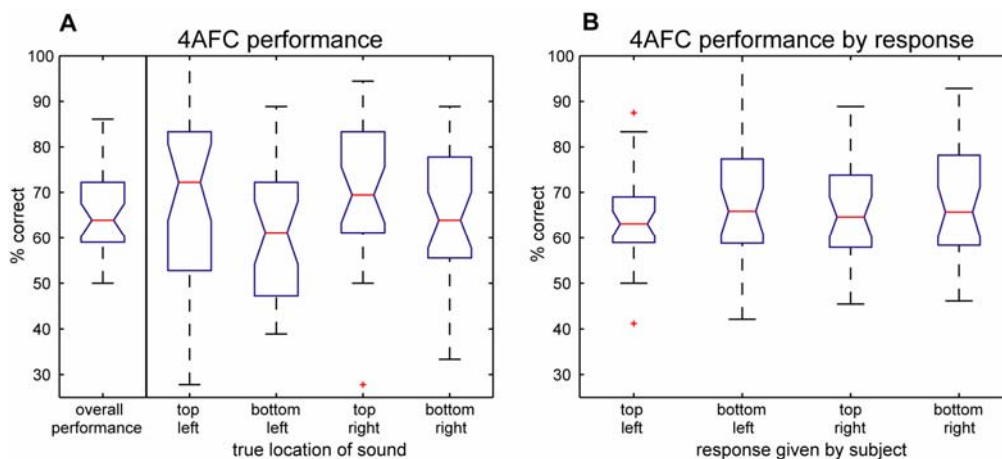 A
4AFC performance
% correct
100
90
80
70
60
50
40
30
overall performance
top left
bottom left
top right
bottom right
true location of sound
B
4AFC performance by response
% correct
100
90
80
70
60
50
40
30
top left
bottom left
top right
bottom right
response given by subject